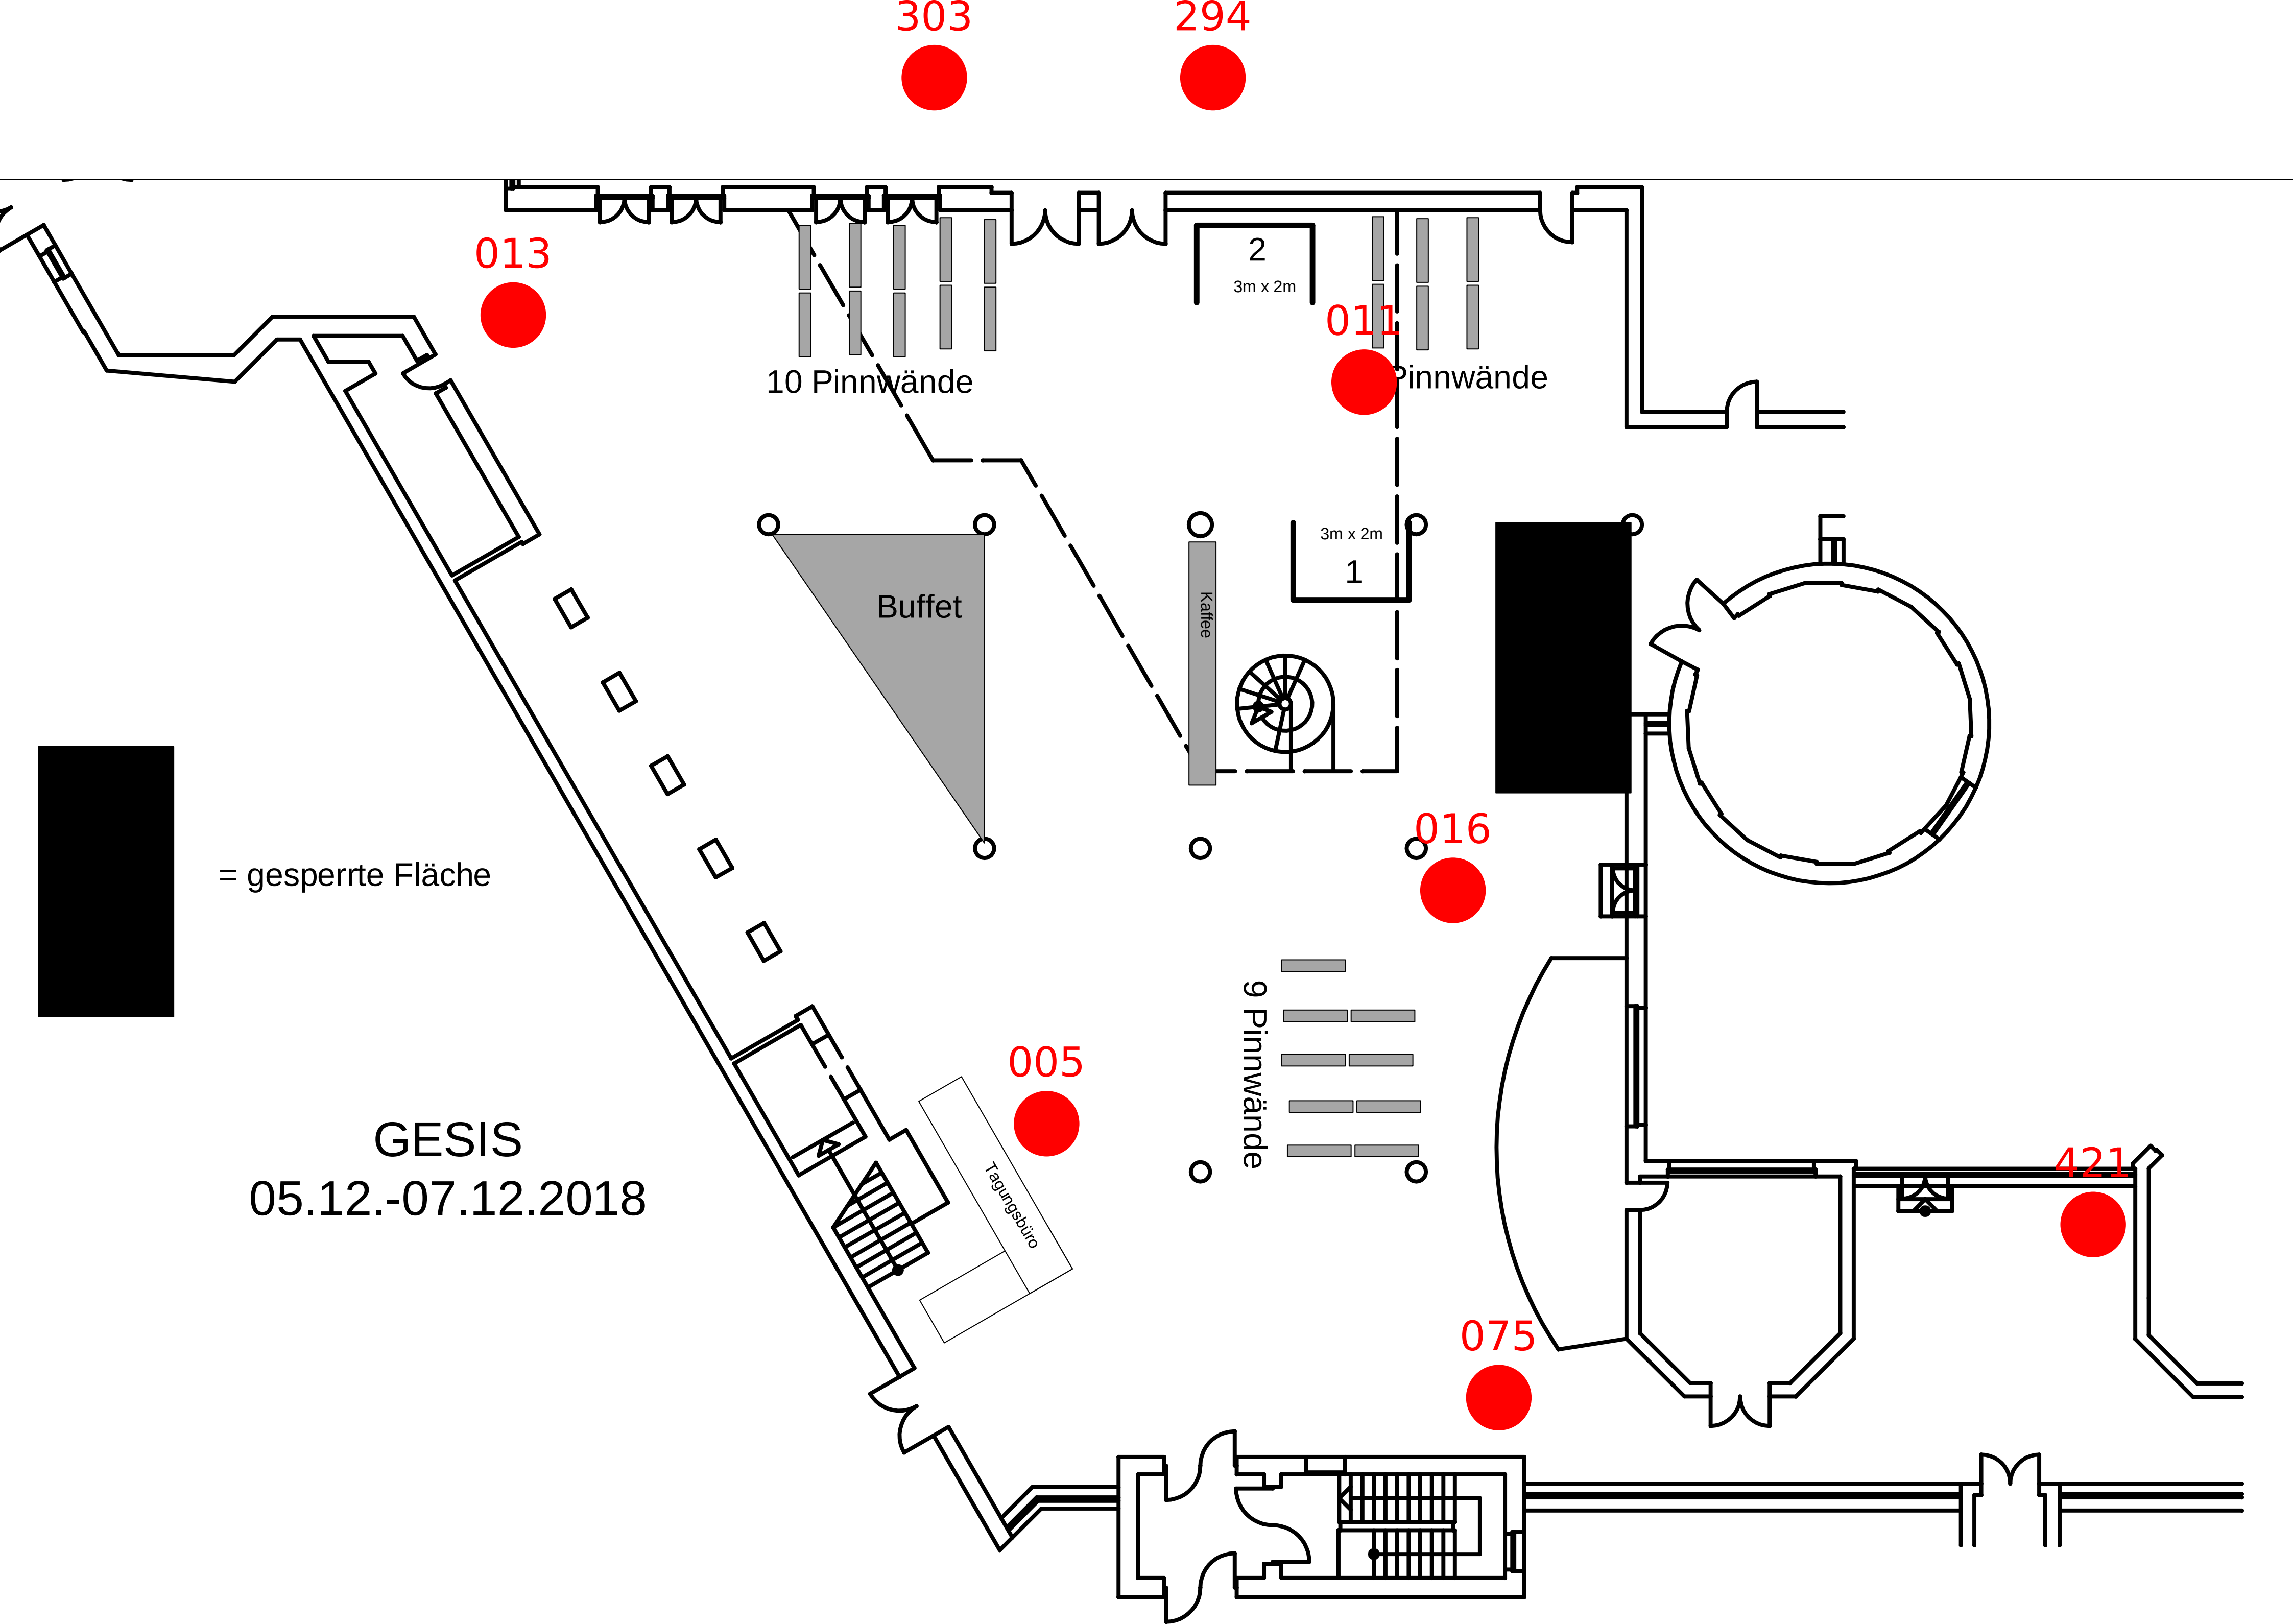 303
294
013
2
3m x 2m
011
10 Pinnwände
Pinnwände
3m x 2m
1
Buffet
Kaffee
016
= gesperrte Fläche
9 Pinnwände
005
GESIS
05.12.-07.12.2018
Tagungsbüro
421
075